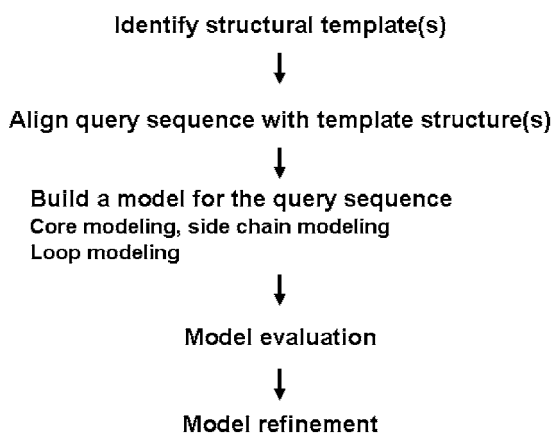 Identify structural template(s)
Align query sequence with template structure(s)
Build a model for the query sequence
Core modeling, side chain modeling
Loop modeling
Model evaluation
Model refinement